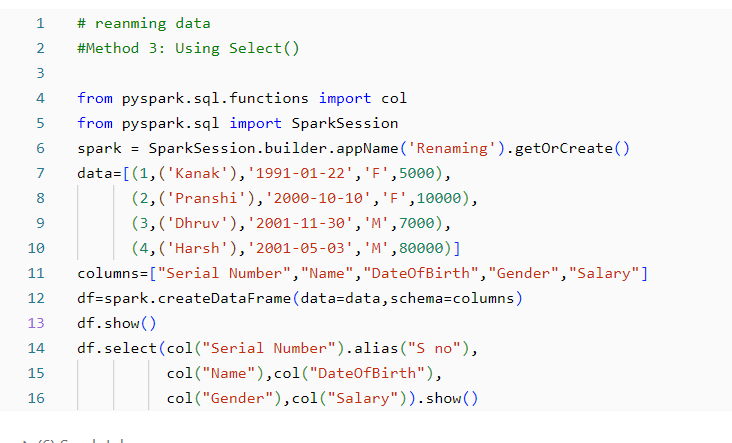 1 # reanming data
2 #Method 3: Using Select()
3
4 from pyspark.sql.functions import col
5 from pyspark.sql import SparkSession
6 spark = SparkSession.builder.appName('Renaming').getOrCreate()
7 data=[(1,('Kanak'),'1991-01-22','F',5000),
8 (2,('Pranshi'),'2000-10-10','F',10000),
9 (3,('Dhruv'),'2001-11-30','M',7000),
10 (4,('Harsh'),'2001-05-03','M',80000)]
11 columns=["Serial Number","Name","DateOfBirth","Gender","Salary"]
12 df=spark.createDataFrame(data=data,schema=columns)
13 df.show()
14 df.select(col("Serial Number").alias("S no"),
15 col("Name"),col("DateOfBirth"),
16 col("Gender"),col("Salary")).show()